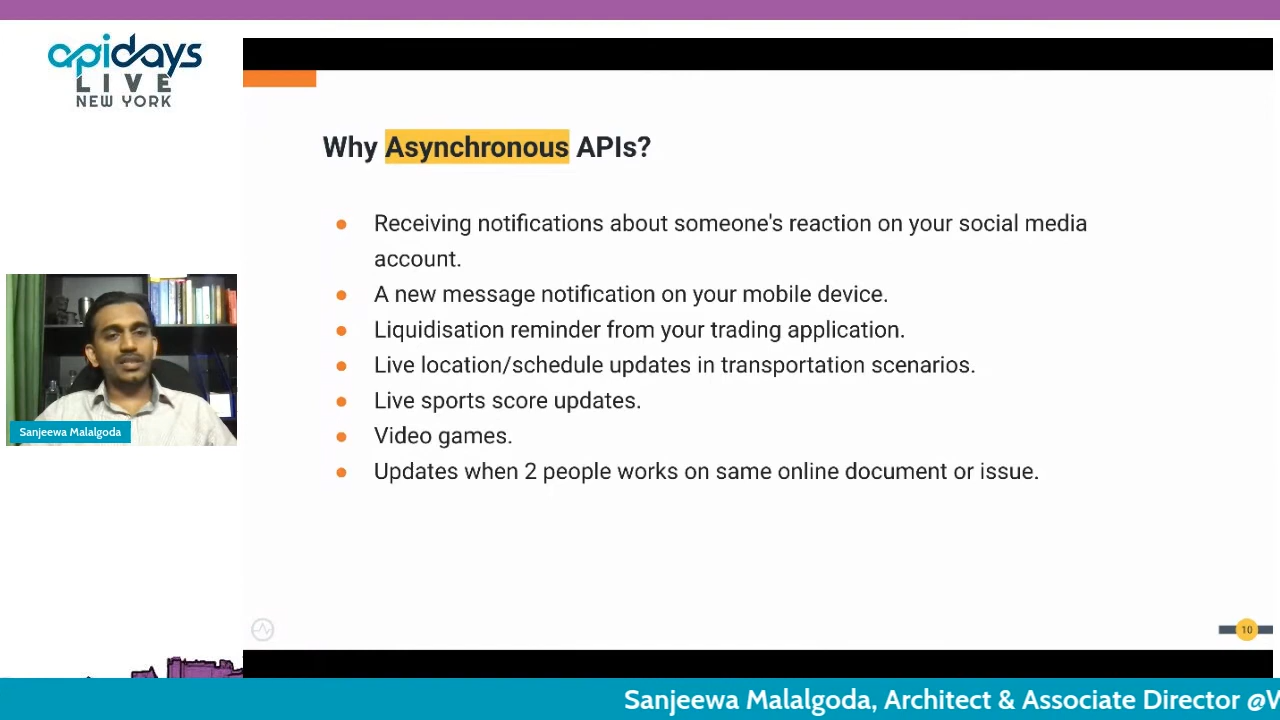 apidays
LIVE
NEW YORK
Why Asynchronous APIs?
Receiving notifications about someone's reaction on your social media
account.
A new message notification on your mobile device.
Liquidisation reminder from your trading application.
Live location/schedule updates in transportation scenarios.
Live sports score updates.
Video games.
Updates when 2 people works on same online document or issue.
Sanjeewa Malalgoda
10
Sanjeewa Malalgoda, Architect & Associate Director @W